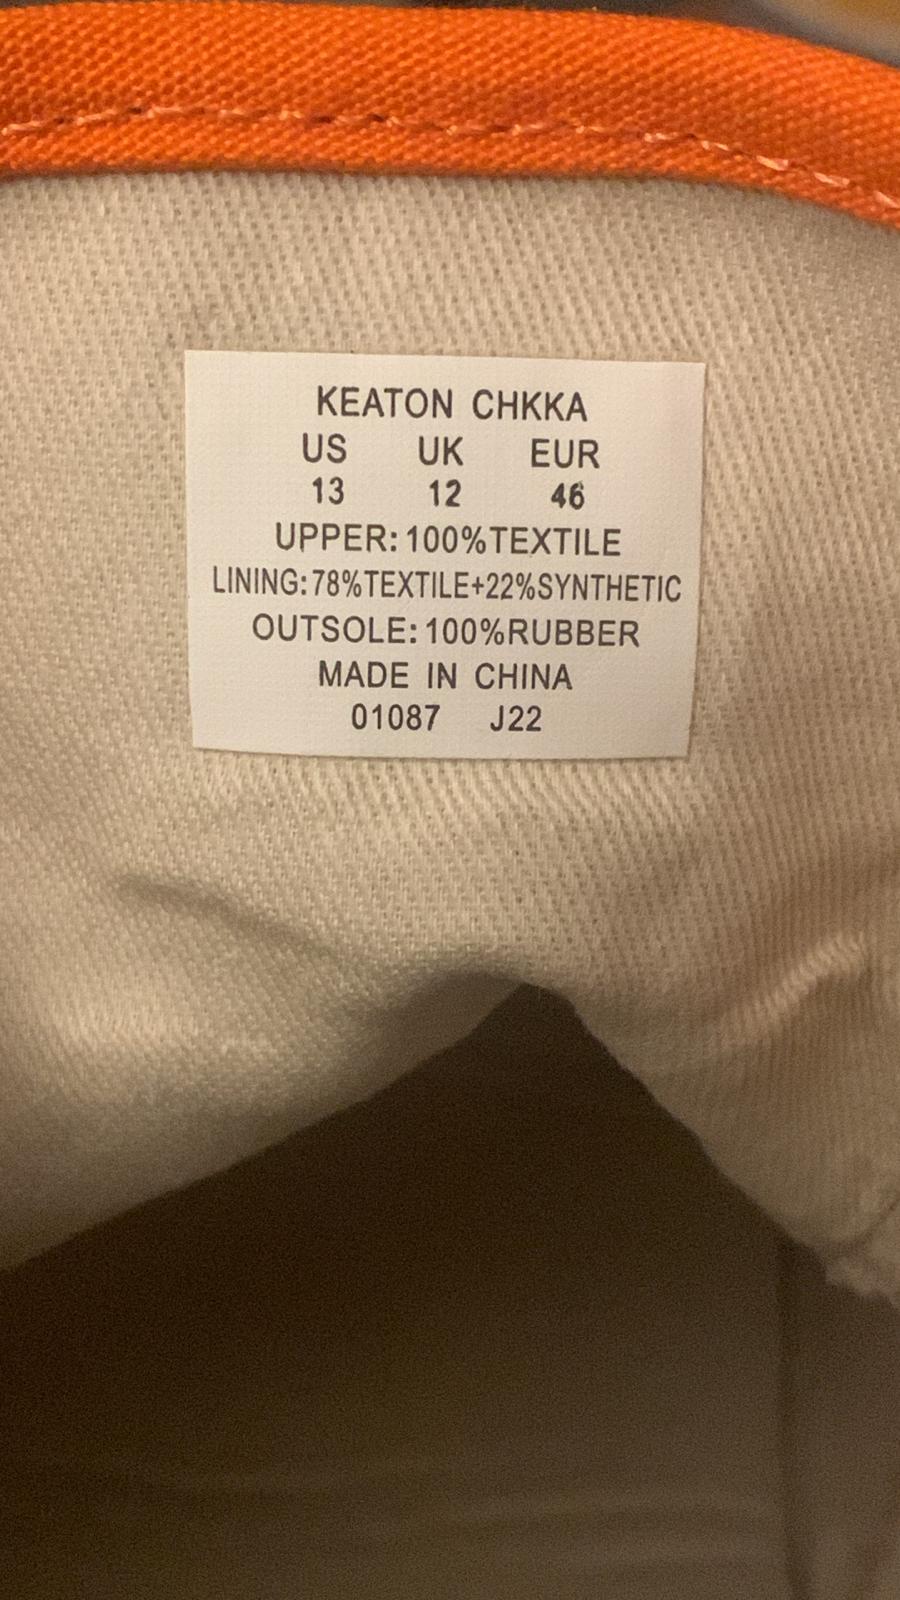 KEATON CHKKA
US UK EUR
13 12 46
UPPER:100%TEXTILE
LINING:78%TEXTILE+22%SYNTHETIC
OUTSOLE:100%RUBBER
MADE IN CHINA
01087 J22